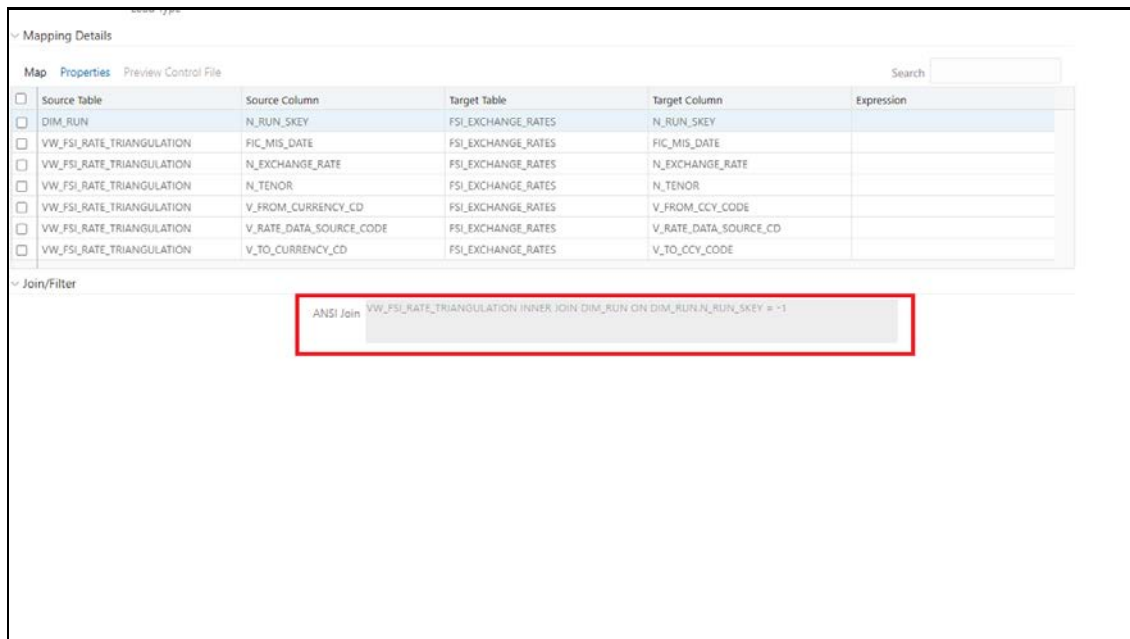 Mapping Details
Map Properties Preview Control File Search
Source Table Source Column Target Table Target Column Expression
DIM_RUN N_RUN_SKEY FSI_EXCHANGE_RATES N_RUN_SKEY
VW_FSI_RATE_TRIANGULATION FIC_MIS_DATE FSI_EXCHANGE_RATES FIC_MIS_DATE
VW_FSI_RATE_TRIANGULATION N_EXCHANGE_RATE FSI_EXCHANGE_RATES N_EXCHANGE_RATE
VW_FSI_RATE_TRIANGULATION N_TENOR FSI_EXCHANGE_RATES N_TENOR
VW_FSI_RATE_TRIANGULATION V_FROM_CURRENCY_CD FSI_EXCHANGE_RATES V_FROM_CCY_CODE
VW_FSI_RATE_TRIANGULATION V_RATE_DATA_SOURCE_CODE FSI_EXCHANGE_RATES V_RATE_DATA_SOURCE_CD
VW_FSI_RATE_TRIANGULATION V_TO_CURRENCY_CD FSI_EXCHANGE_RATES V_TO_CCY_CODE
Join/Filter
ANSI Join VW_FSI_RATE_TRIANGULATION INNER JOIN DIM_RUN ON DIM_RUN.N_RUN_SKEY = -1